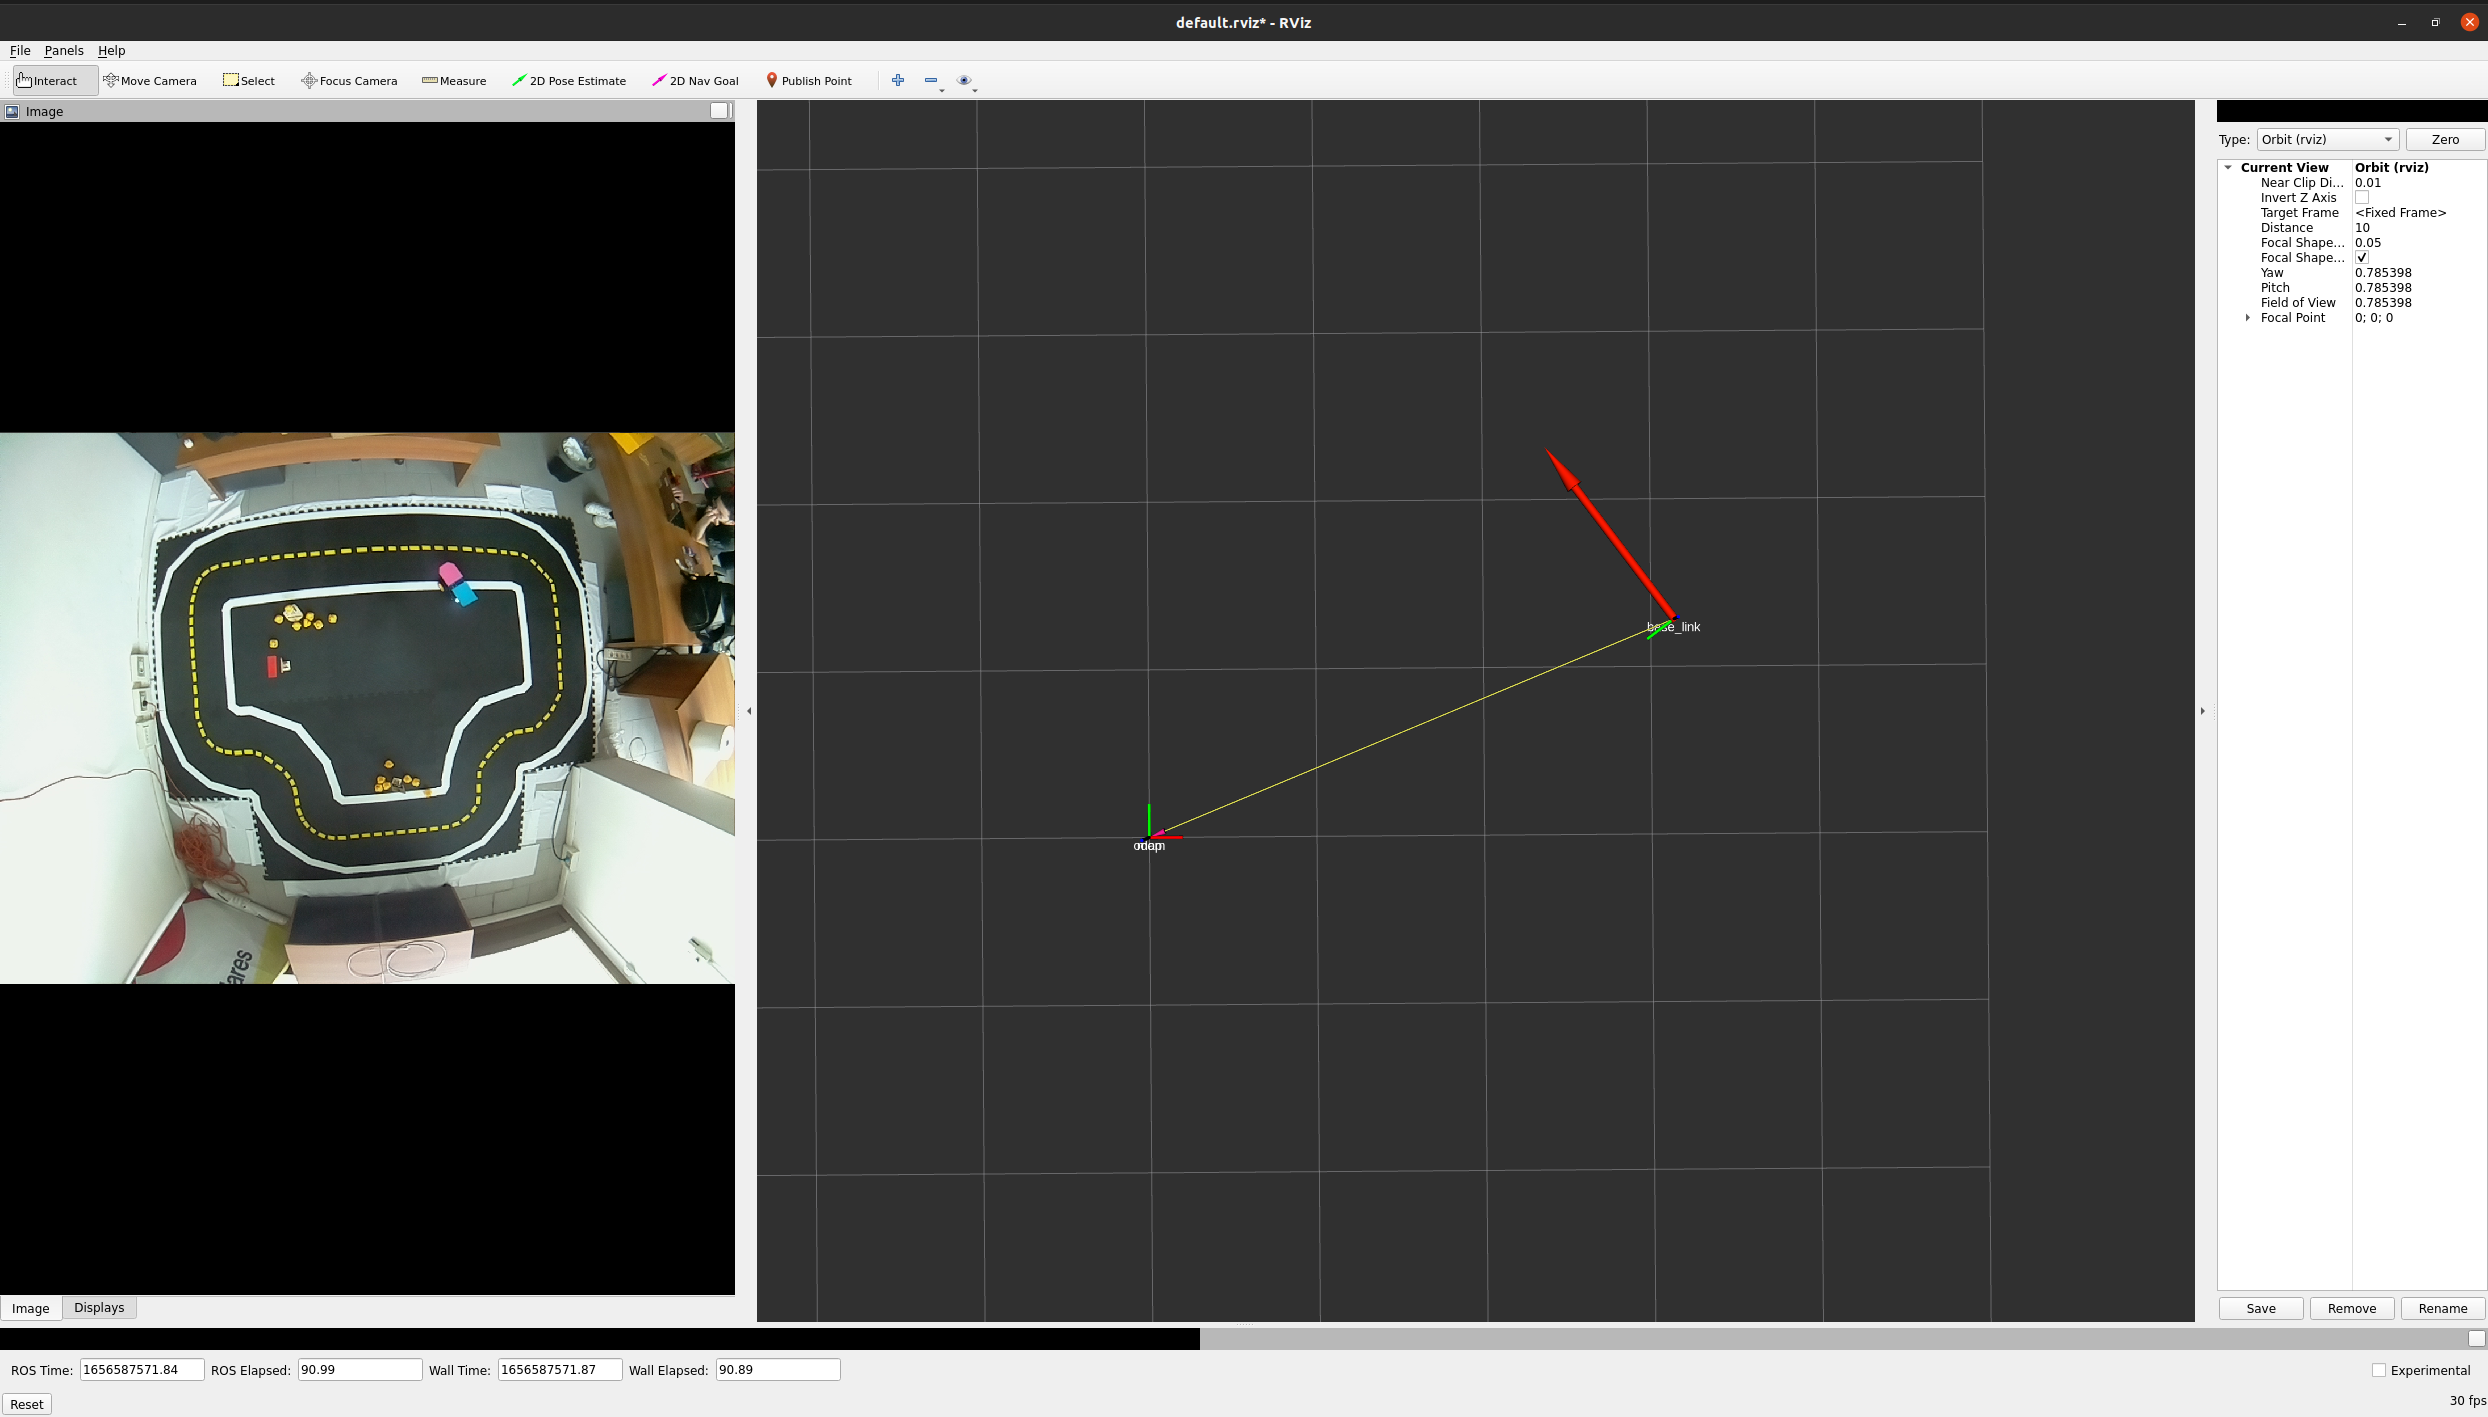 default.rviz* - RViz
File Panels Help
Interact Move Camera Select Focus Camera Measure 2D Pose Estimate 2D Nav Goal Publish Point
Image
Type: Orbit (rviz) Zero
Current View Orbit (rviz)
Near Clip Di... 0.01
Invert Z Axis
Target Frame <Fixed Frame>
Distance 10
Focal Shape... 0.05
Focal Shape... ✓
Yaw 0.785398
Pitch 0.785398
Field of View 0.785398
Focal Point 0; 0; 0
base_link
ares
Image Displays
Save Remove Rename
ROS Time: 1656587571.84 ROS Elapsed: 90.99 Wall Time: 1656587571.87 Wall Elapsed: 90.89 Experimental
Reset 30 fps